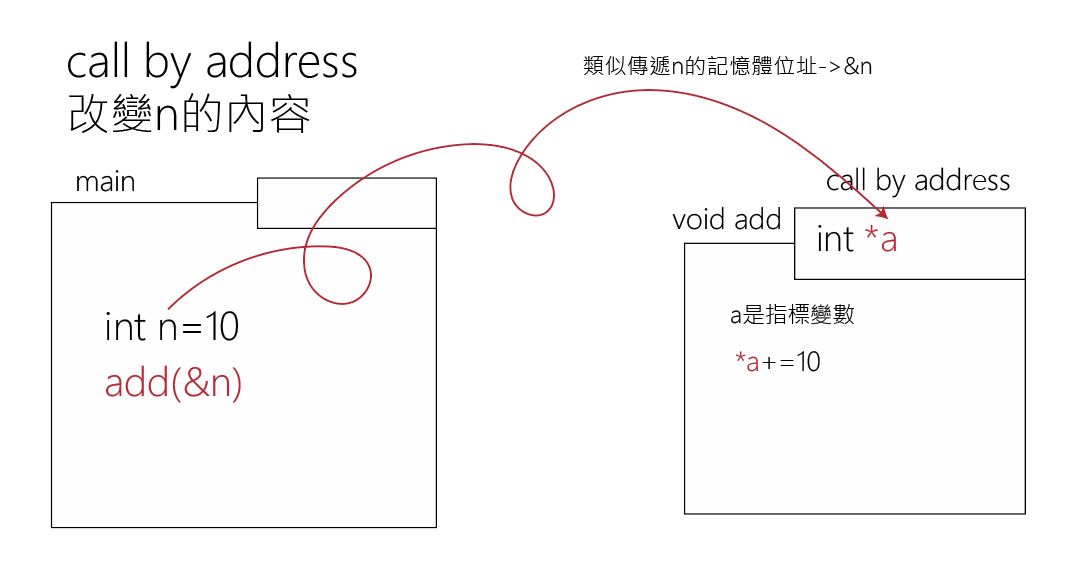 call by address
改變n的內容
類似傳遞n的記憶體位址->&n
main
int n=10
add(&n)
call by address
void add
int *a
a是指標變數
*a+=10